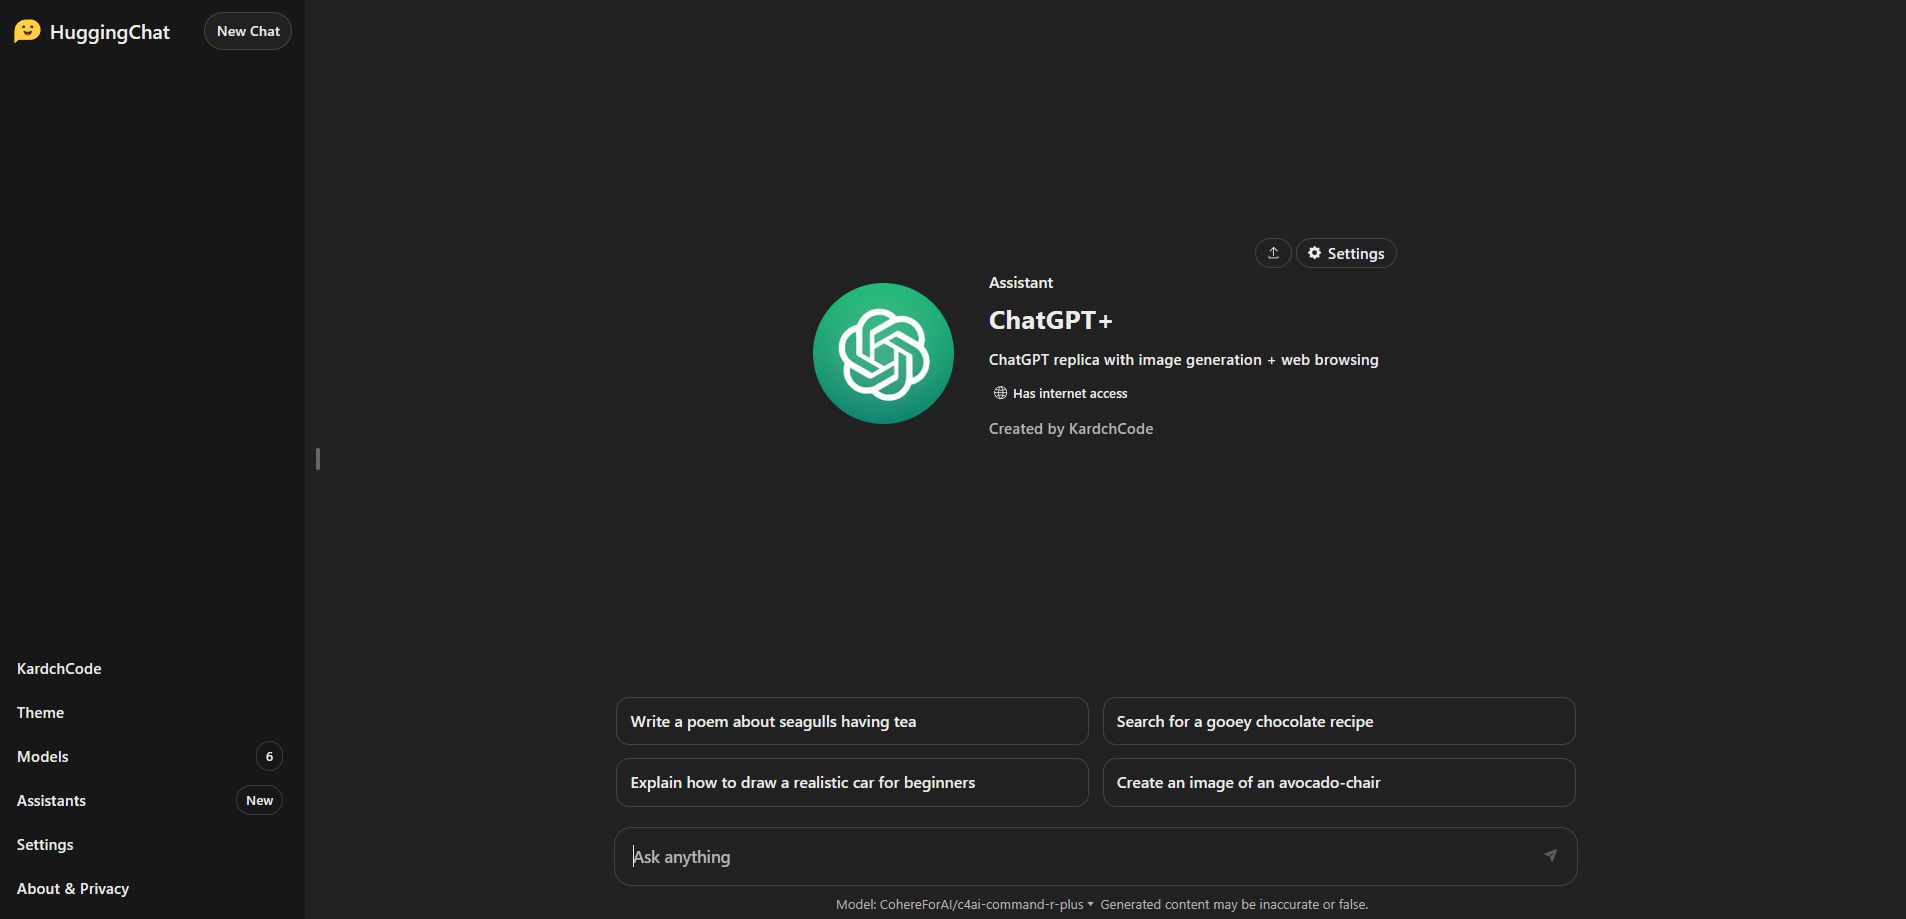 HuggingChat
New Chat
KardchCode
Theme
Models
6
Assistants
New
Settings
About & Privacy
Settings
Assistant
ChatGPT+
ChatGPT replica with image generation + web browsing
Has internet access
Created by KardchCode
Write a poem about seagulls having tea
Search for a gooey chocolate recipe
Explain how to draw a realistic car for beginners
Create an image of an avocado-chair
Ask anything
Model: CohereForAI/c4ai-command-r-plus Generated content may be inaccurate or false.